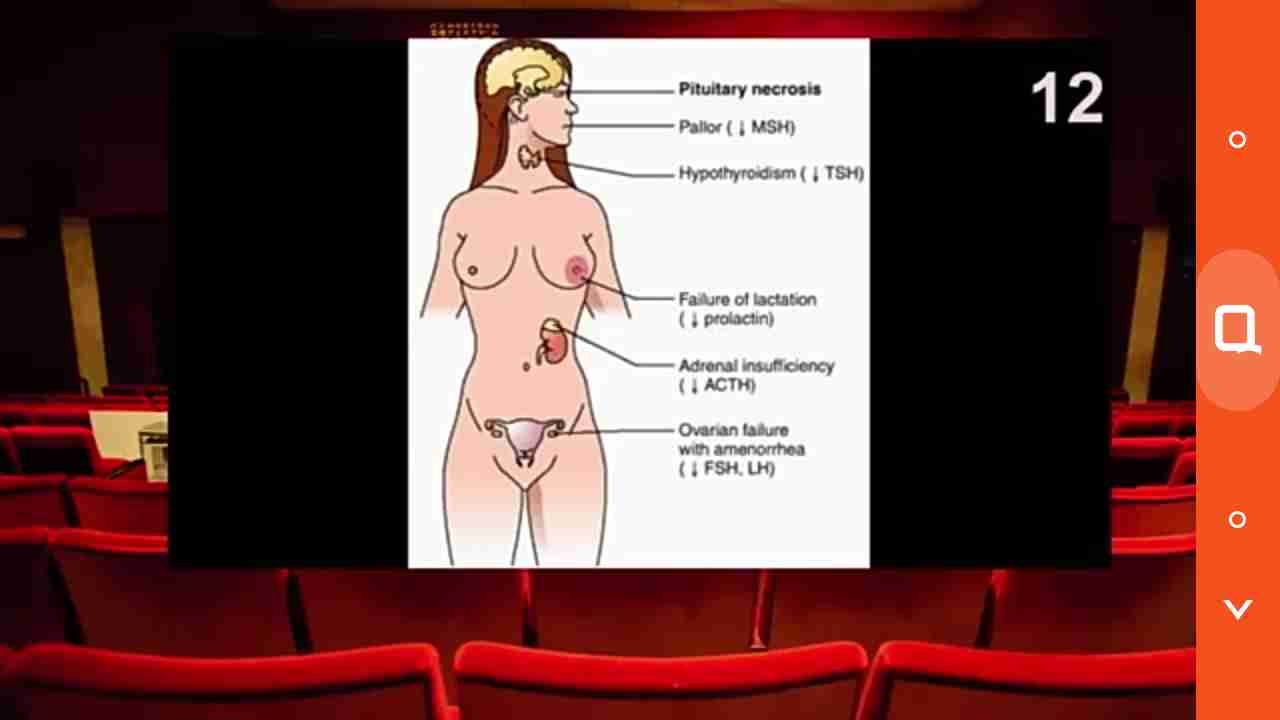 12
Pituitary necrosis
Pallor ( ↓ MSH)
Hypothyroidism ( ↓ TSH)
Failure of lactation
( ↓ prolactin)
Adrenal insufficiency
( ↓ ACTH)
Ovarian failure
with amenorrhea
( ↓ FSH, LH)